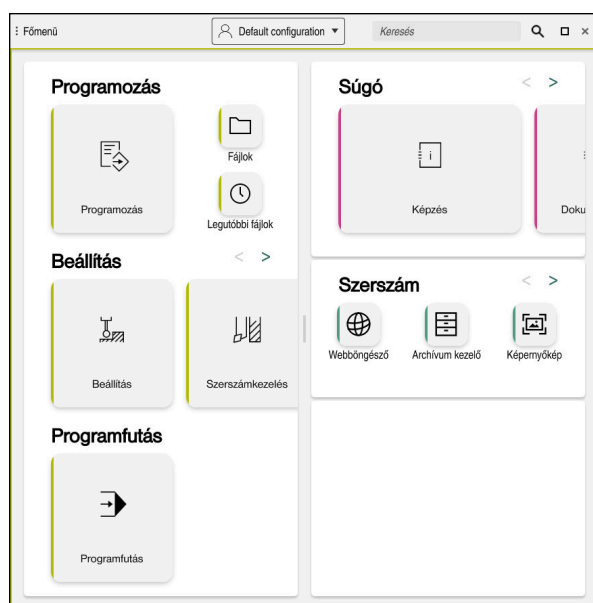 Főmenü
Default configuration
Keresés
Programozás
Programozás
Fájlok
Legutóbbi fájlok
Beállítás
Beállítás
Szerszámkezelés
Programfutás
Programfutás
Súgó
Képzés
Doku
Szerszám
Webböngésző
Archívum kezelő
Képernyőkép